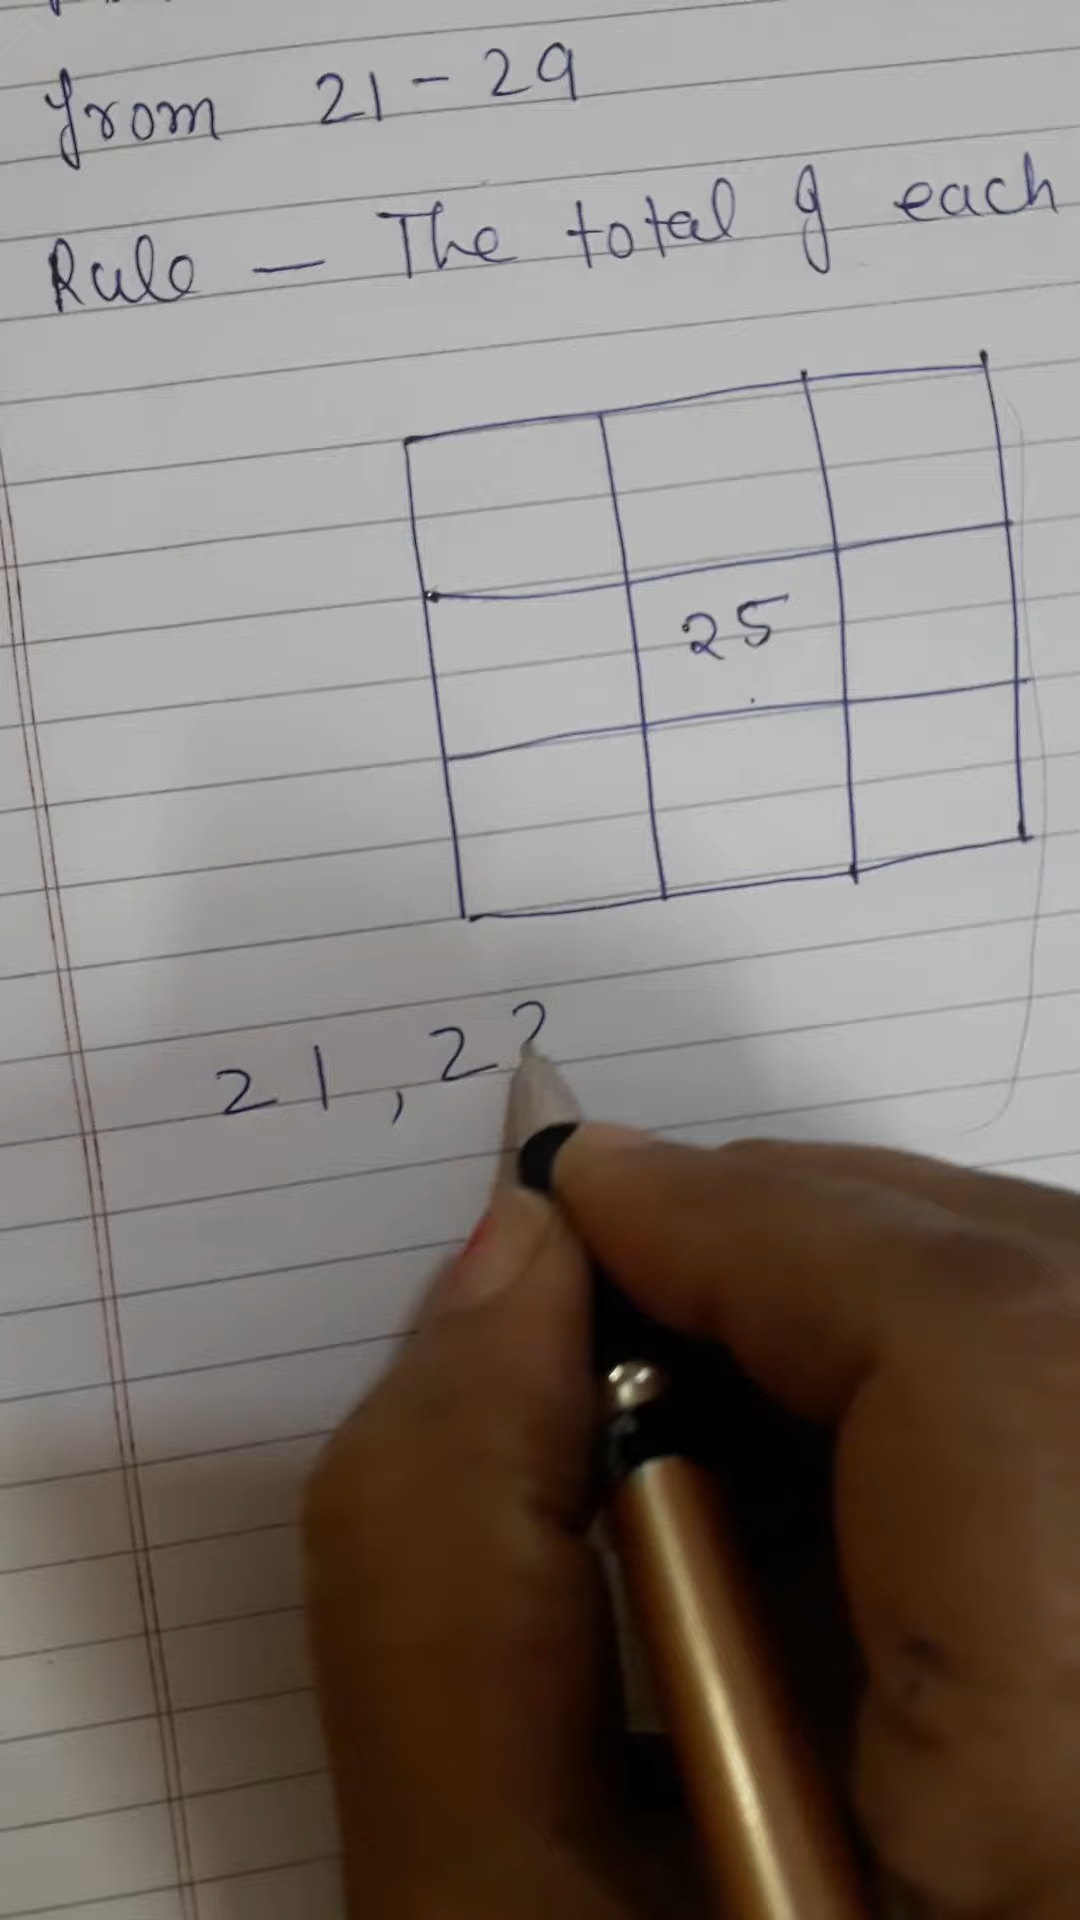 from 21 - 29
Rule — The total of each
25
21, 22